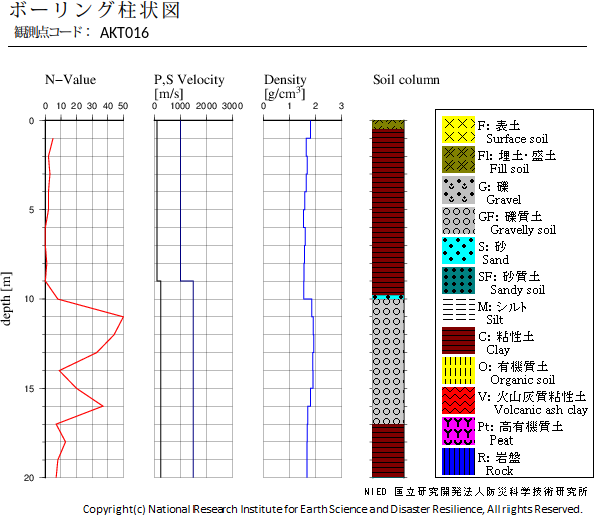 ボーリング柱状図
観測点コード： AKT016
N-Value P,S Velocity Density Soil column
[m/s] [g/cm³]
0 10 20 30 40 50 0 1000 2000 3000 0 1 2 3
depth [m]
0
5
10
15
20
F: 表土
Surface soil
Fl: 埋土・盛土
Fill soil
G: 礫
Gravel
GF: 礫質土
Gravelly soil
S: 砂
Sand
SF: 砂質土
Sandy soil
M: シルト
Silt
C: 粘性土
Clay
O: 有機質土
Organic soil
V: 火山灰質粘性土
Volcanic ash clay
Pt: 高有機質土
Peat
R: 岩盤
Rock
NIED 国立研究開発法人防災科学技術研究所
Copyright(c) National Research Institute for Earth Science and Disaster Resilience, All rights Reserved.